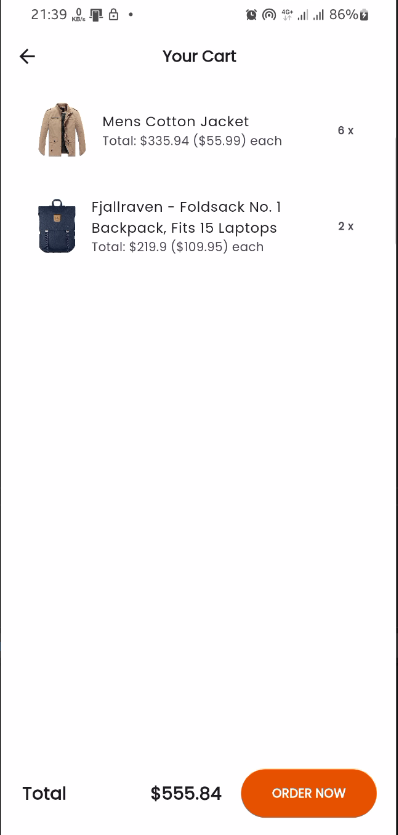 21:39 0 KB/s 4G+ 86%
Your Cart
Mens Cotton Jacket
Total: $335.94 ($55.99) each
6 x
Fjallraven - Foldsack No. 1
Backpack, Fits 15 Laptops
Total: $219.9 ($109.95) each
2 x
Total $555.84 ORDER NOW